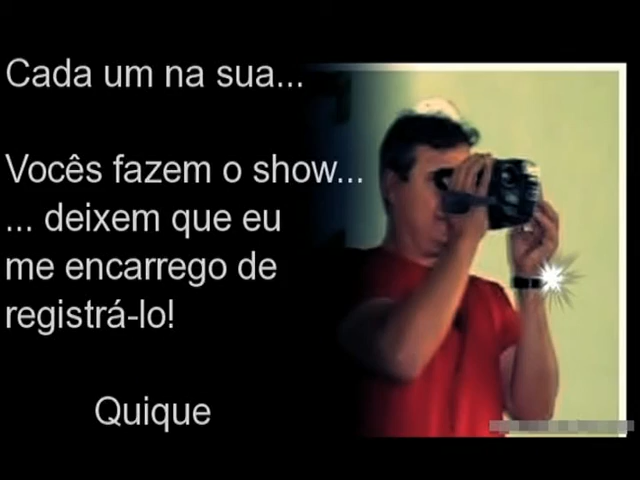 Cada um na sua...
Vocês fazem o show...
... deixem que eu
me encarrego de
registrá-lo!
Quique